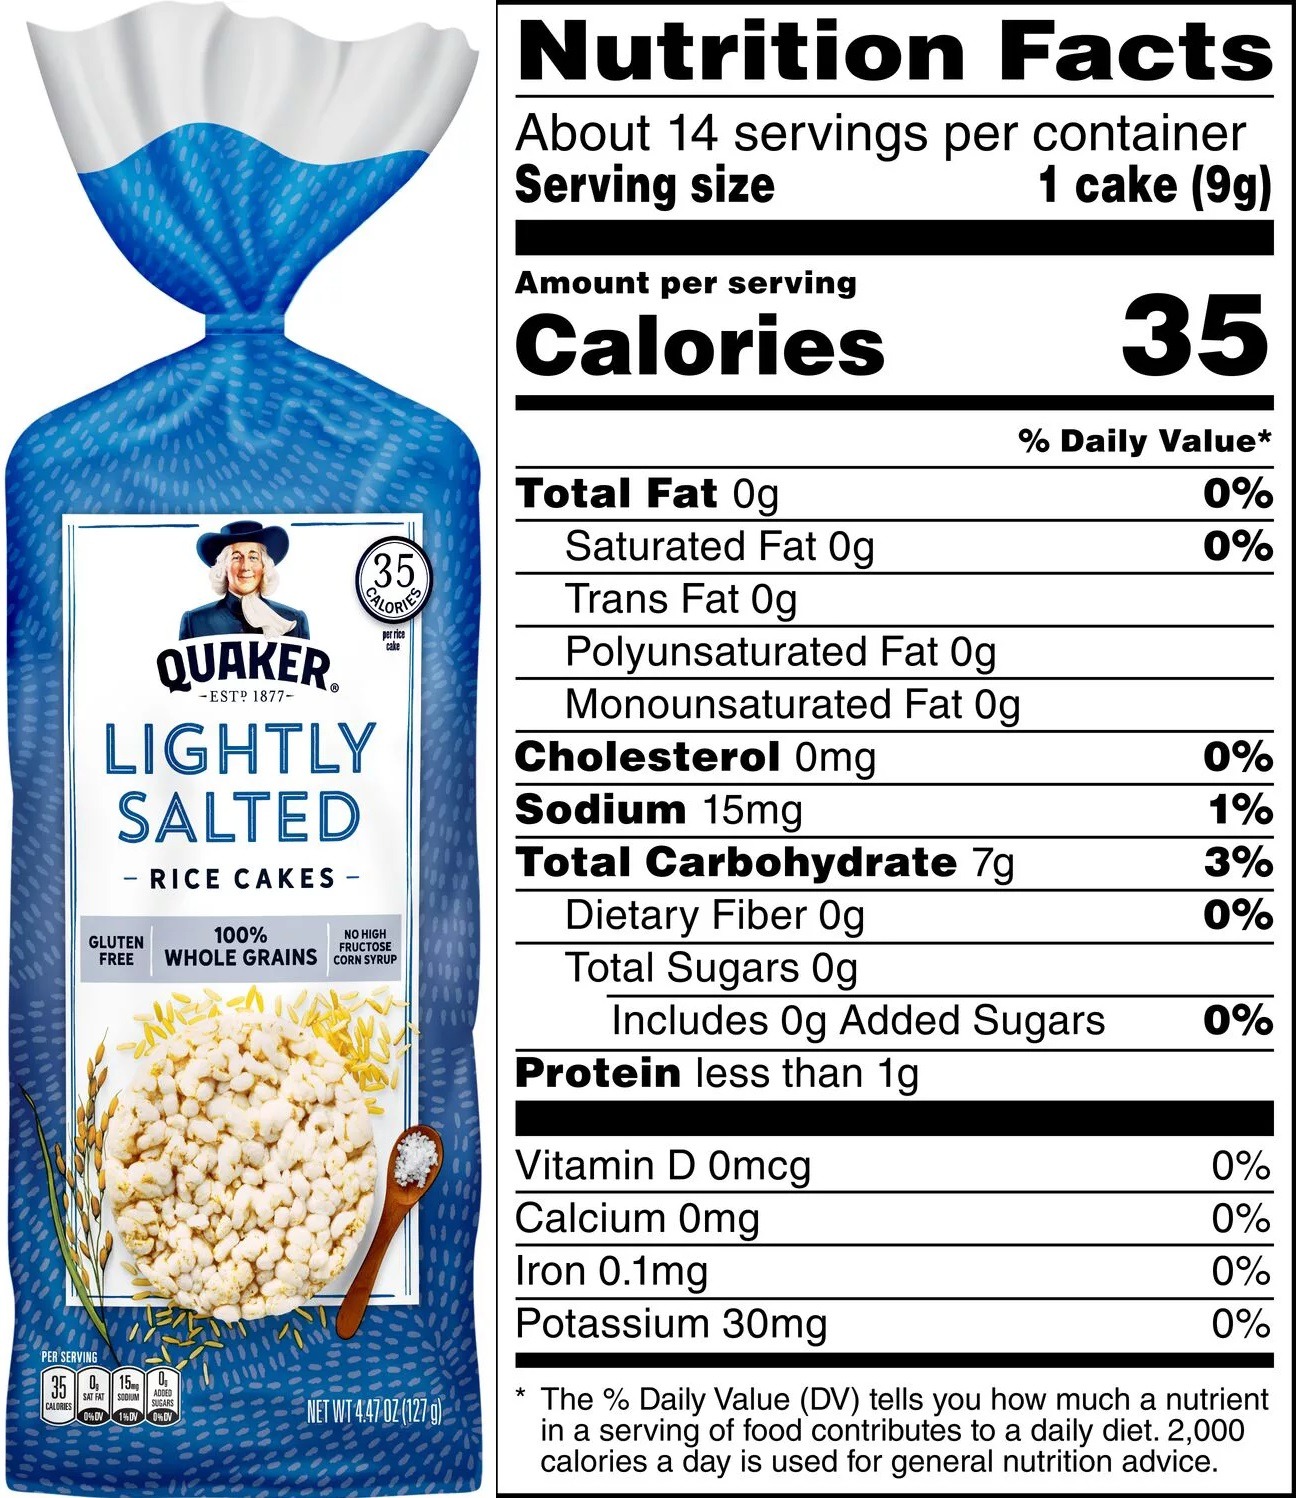 35
CALORIES
per rice
cake
QUAKER®
-ESTD 1877-
LIGHTLY
SALTED
- RICE CAKES -
GLUTEN
FREE
100%
WHOLE GRAINS
NO HIGH
FRUCTOSE
CORN SYRUP
PER SERVING
35
CALORIES
0g
SAT FAT
0% DV
15mg
SODIUM
1% DV
0g
ADDED
SUGARS
0% DV
NET WT 4.47 OZ (127 g)
Nutrition Facts
About 14 servings per container
Serving size 1 cake (9g)
Amount per serving
Calories 35
% Daily Value*
Total Fat 0g 0%
Saturated Fat 0g 0%
Trans Fat 0g
Polyunsaturated Fat 0g
Monounsaturated Fat 0g
Cholesterol 0mg 0%
Sodium 15mg 1%
Total Carbohydrate 7g 3%
Dietary Fiber 0g 0%
Total Sugars 0g
Includes 0g Added Sugars 0%
Protein less than 1g
Vitamin D 0mcg 0%
Calcium 0mg 0%
Iron 0.1mg 0%
Potassium 30mg 0%
* The % Daily Value (DV) tells you how much a nutrient
in a serving of food contributes to a daily diet. 2,000
calories a day is used for general nutrition advice.